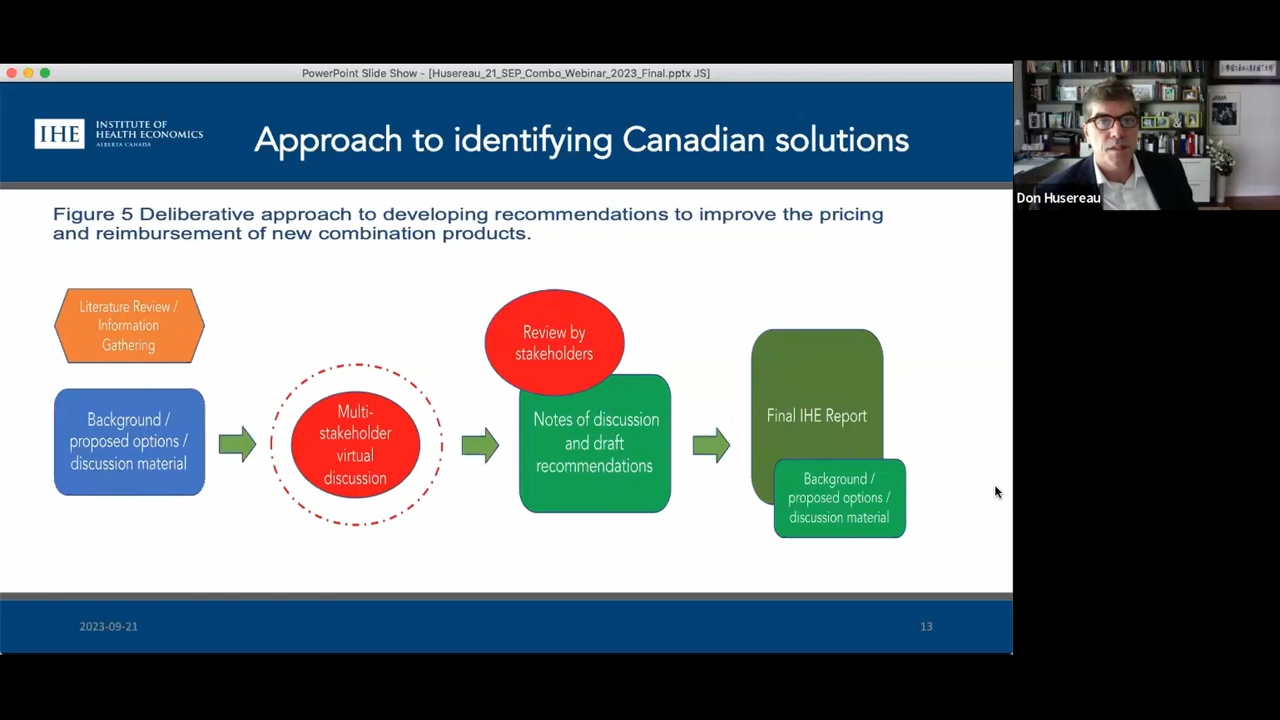 PowerPoint Slide Show - [Husereau_21_SEP_Combo_Webinar_2023_Final.pptx JS]
IHE
INSTITUTE OF
HEALTH ECONOMICS
ALBERTA CANADA
Approach to identifying Canadian solutions
Figure 5 Deliberative approach to developing recommendations to improve the pricing
and reimbursement of new combination products.
Literature Review /
Information
Gathering
Background /
proposed options /
discussion material
Multi-
stakeholder
virtual
discussion
Review by
stakeholders
Notes of discussion
and draft
recommendations
Final IHE Report
Background /
proposed options /
discussion material
2023-09-21
13
JAMA
Don Husereau